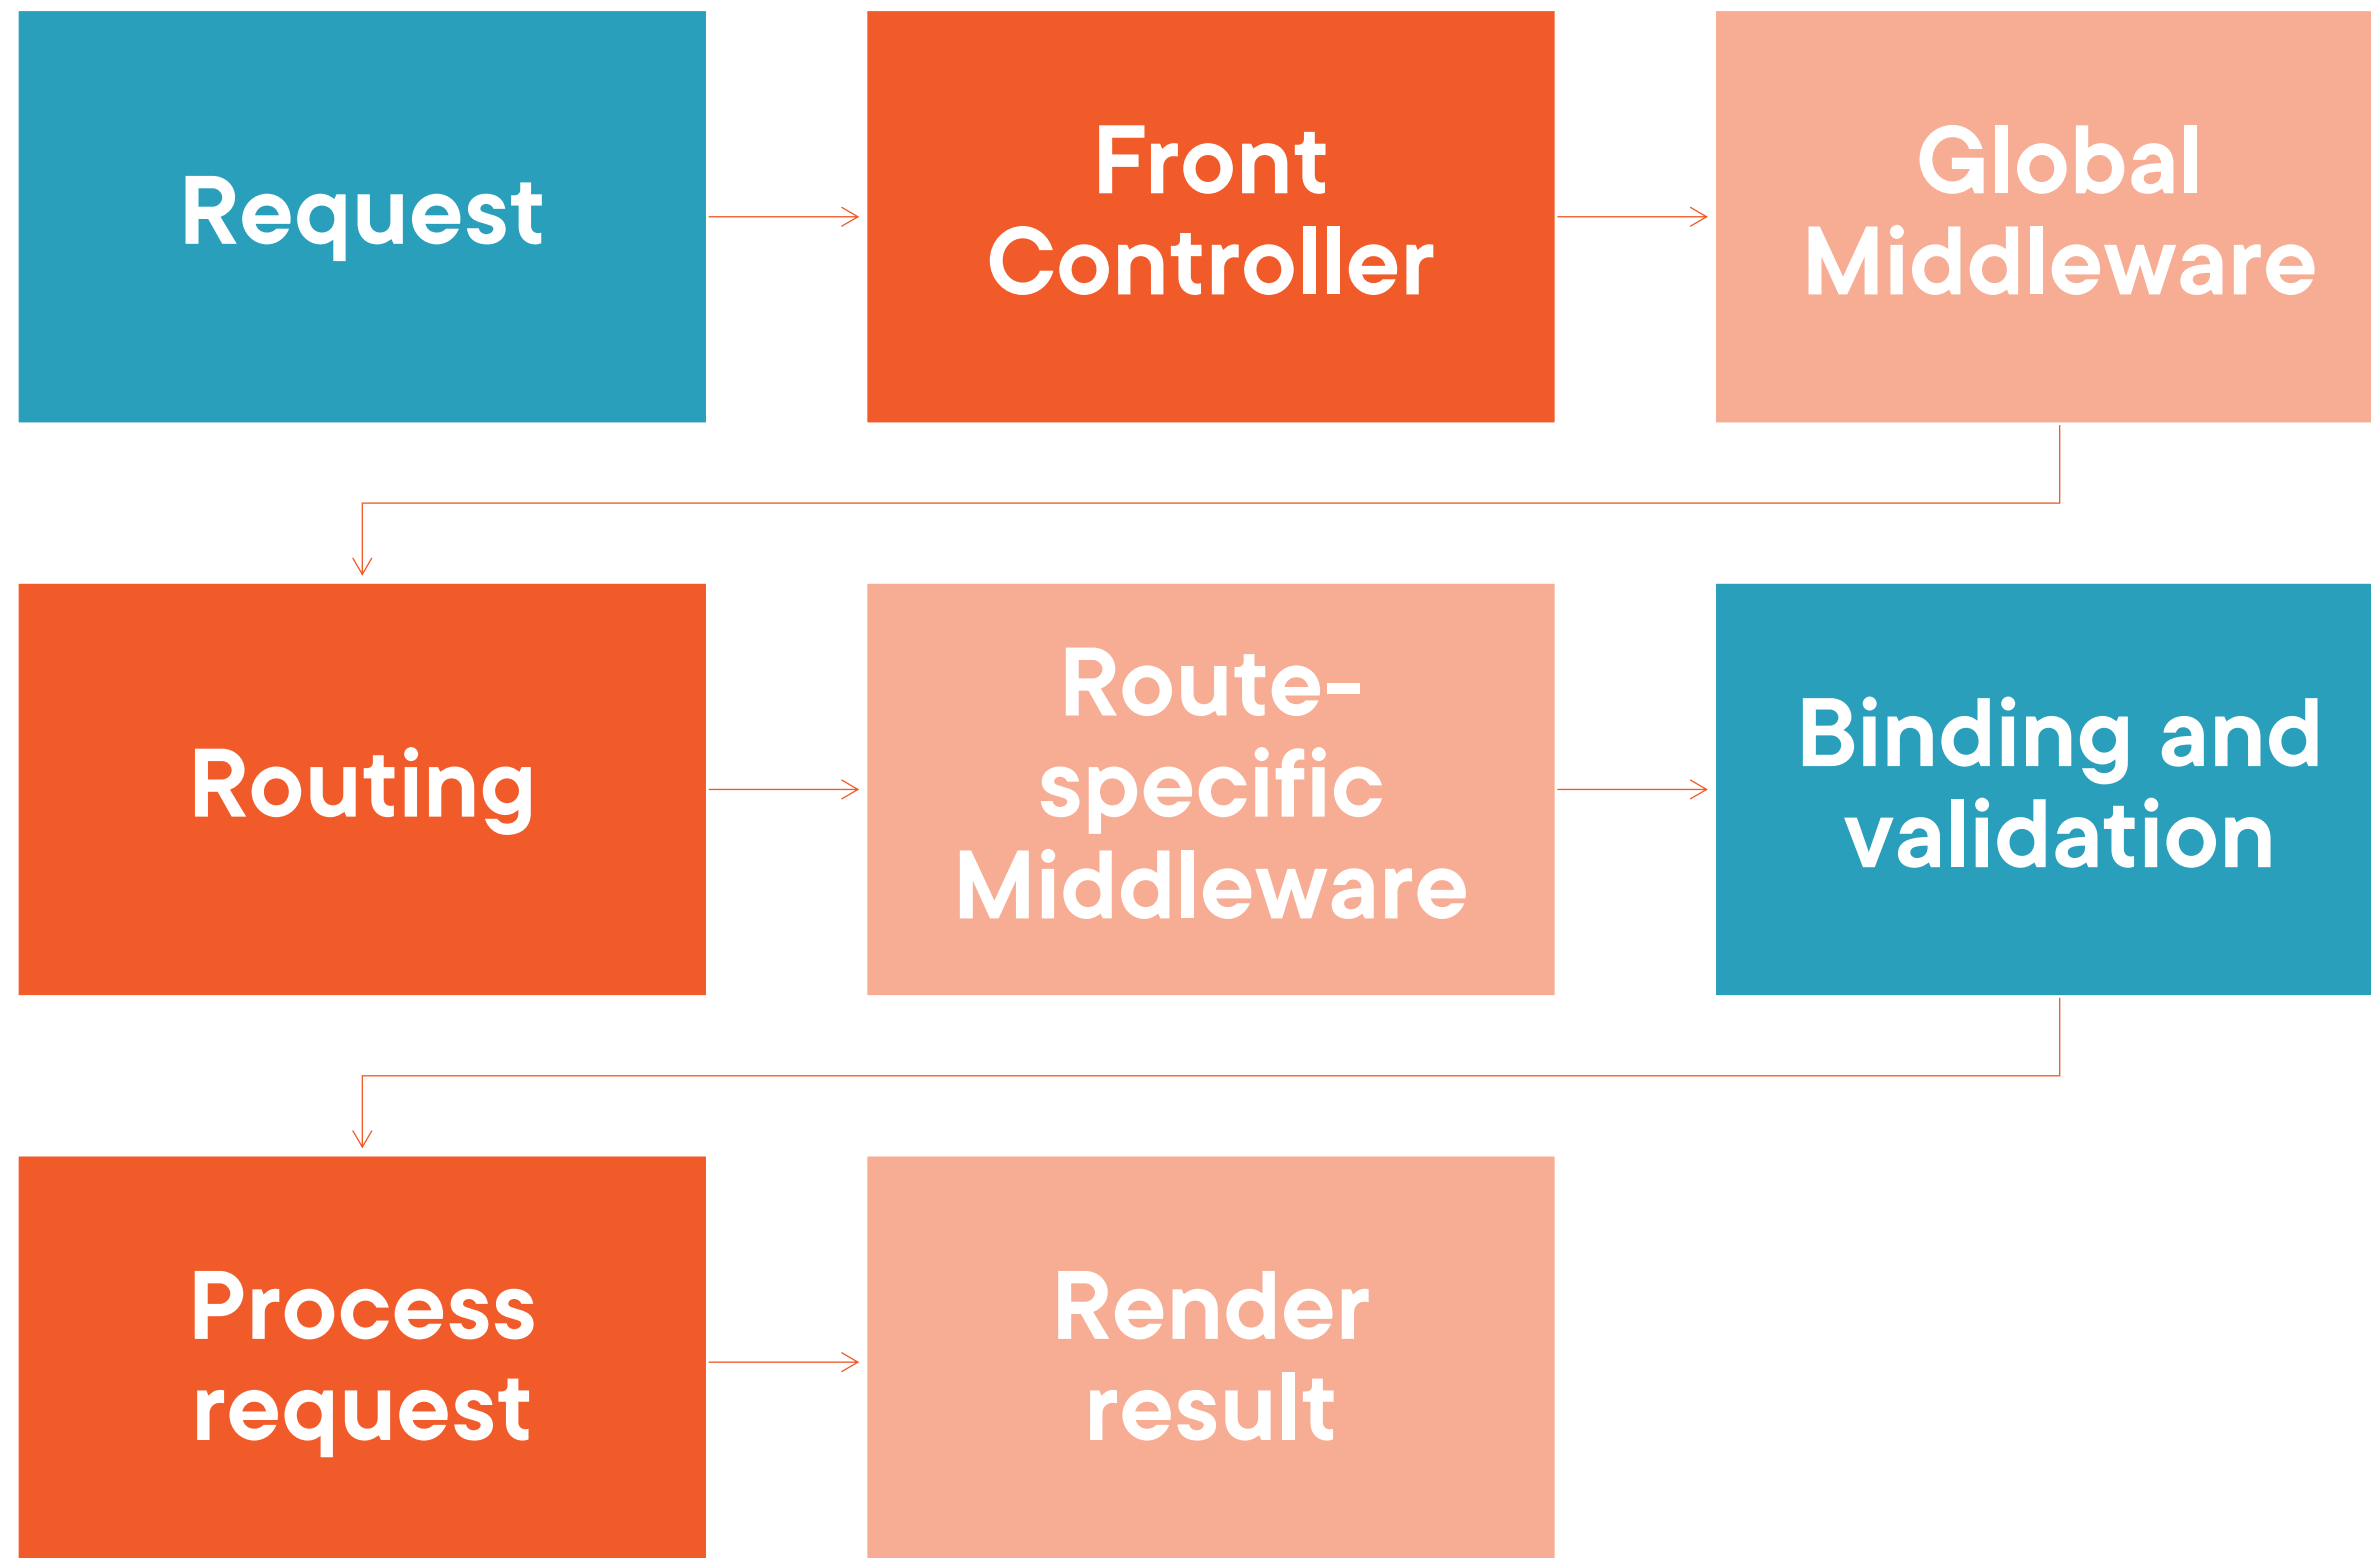 Request
Front
Controller
Global
Middleware
Routing
Route-
specific
Middleware
Binding and
validation
Process
request
Render
result